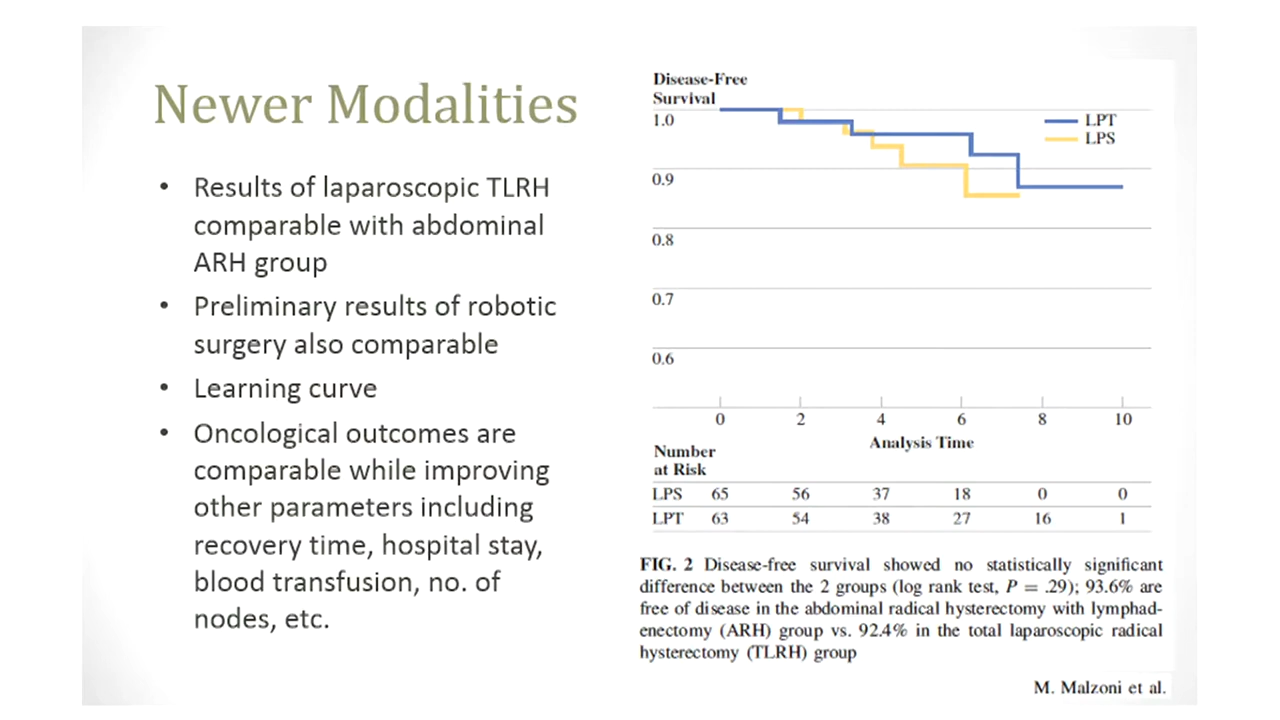 Newer Modalities
• Results of laparoscopic TLRH
comparable with abdominal
ARH group
• Preliminary results of robotic
surgery also comparable
• Learning curve
• Oncological outcomes are
comparable while improving
other parameters including
recovery time, hospital stay,
blood transfusion, no. of
nodes, etc.
Disease-Free
Survival
1.0
0.9
0.8
0.7
0.6
LPT
LPS
0 2 4 6 8 10
Analysis Time
Number
at Risk
LPS 65 56 37 18 0 0
LPT 63 54 38 27 16 1
FIG. 2 Disease-free survival showed no statistically significant
difference between the 2 groups (log rank test, P = .29); 93.6% are
free of disease in the abdominal radical hysterectomy with lymphad-
enectomy (ARH) group vs. 92.4% in the total laparoscopic radical
hysterectomy (TLRH) group
M. Malzoni et al.